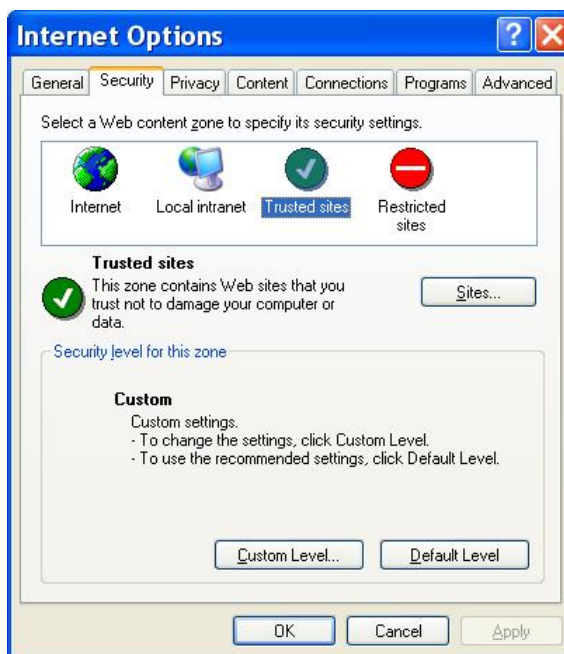 Internet Options
General Security Privacy Content Connections Programs Advanced
Select a Web content zone to specify its security settings.
Internet Local intranet Trusted sites Restricted
sites
Trusted sites
This zone contains Web sites that you
trust not to damage your computer or
data.
Sites...
Security level for this zone
Custom
Custom settings.
- To change the settings, click Custom Level.
- To use the recommended settings, click Default Level.
Custom Level... Default Level
OK Cancel Apply